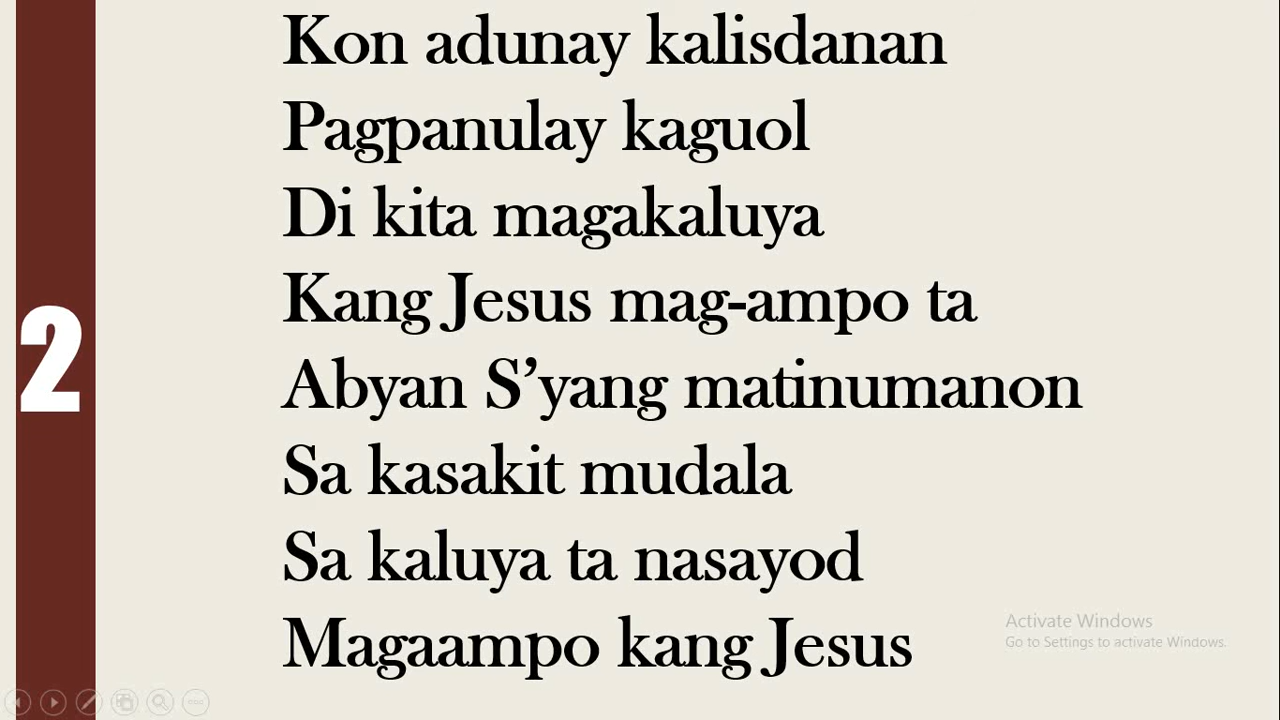 Kon adunay kalisdanan
Pagpanulay kaguol
Di kita magakaluya
Kang Jesus mag-ampo ta
2
Abyan S’yang matinumanon
Sa kasakit mudala
Sa kaluya ta nasayod
Magaampo kang Jesus
Activate Windows
Go to Settings to activate Windows.